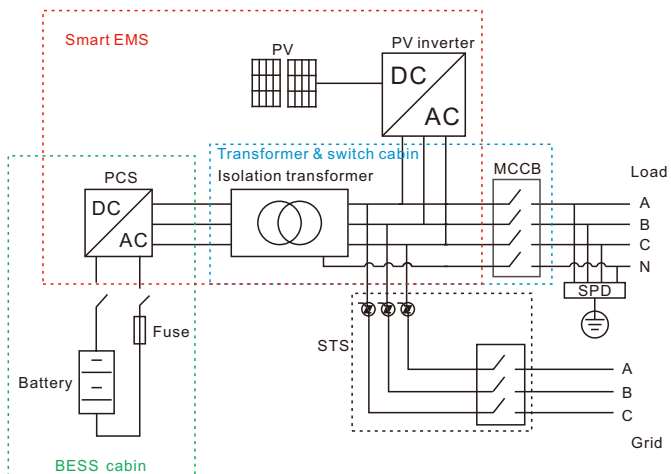 Smart EMS
PV
PV inverter
DC
AC
Transformer & switch cabin
PCS
Isolation transformer
MCCB
Load
DC
AC
A
B
C
N
SPD
Fuse
STS
Battery
A
B
C
Grid
BESS cabin